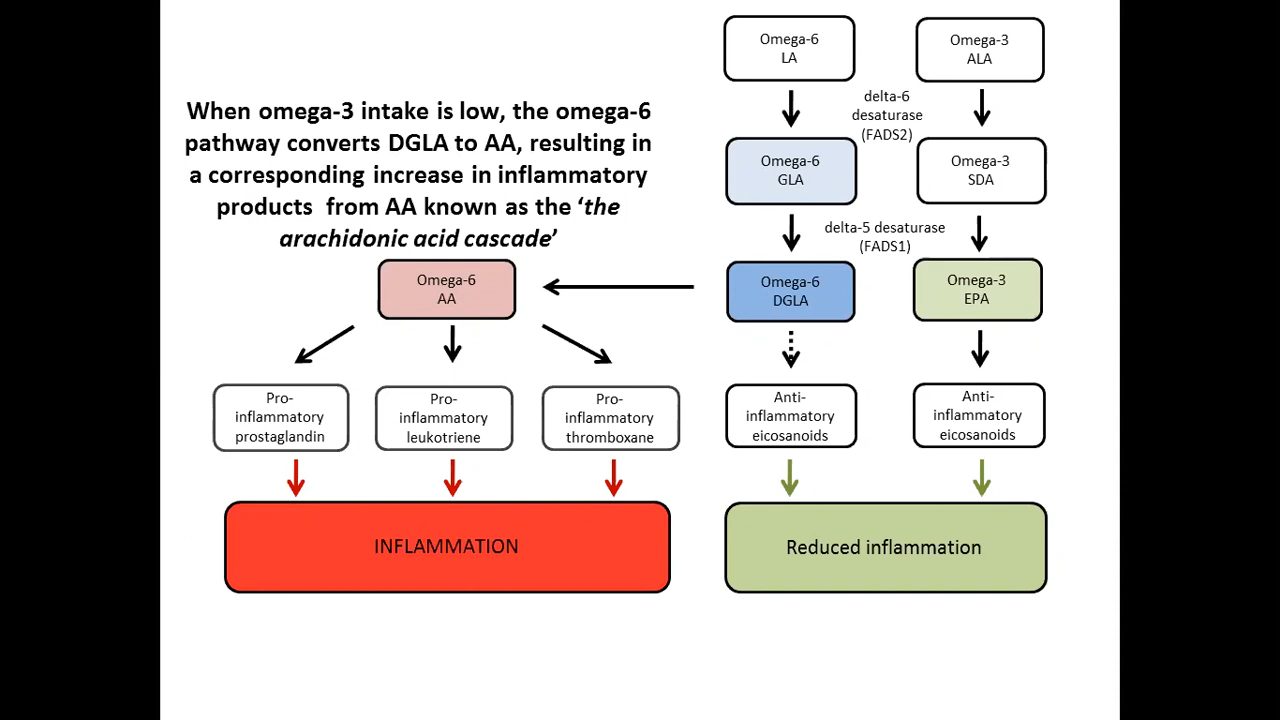 When omega-3 intake is low, the omega-6
pathway converts DGLA to AA, resulting in
a corresponding increase in inflammatory
products from AA known as the ‘the
arachidonic acid cascade’
Omega-6
LA
Omega-3
ALA
delta-6
desaturase
(FADS2)
Omega-6
GLA
Omega-3
SDA
delta-5 desaturase
(FADS1)
Omega-6
AA
Omega-6
DGLA
Omega-3
EPA
Pro-
inflammatory
prostaglandin
Pro-
inflammatory
leukotriene
Pro-
inflammatory
thromboxane
Anti-
inflammatory
eicosanoids
Anti-
inflammatory
eicosanoids
INFLAMMATION
Reduced inflammation